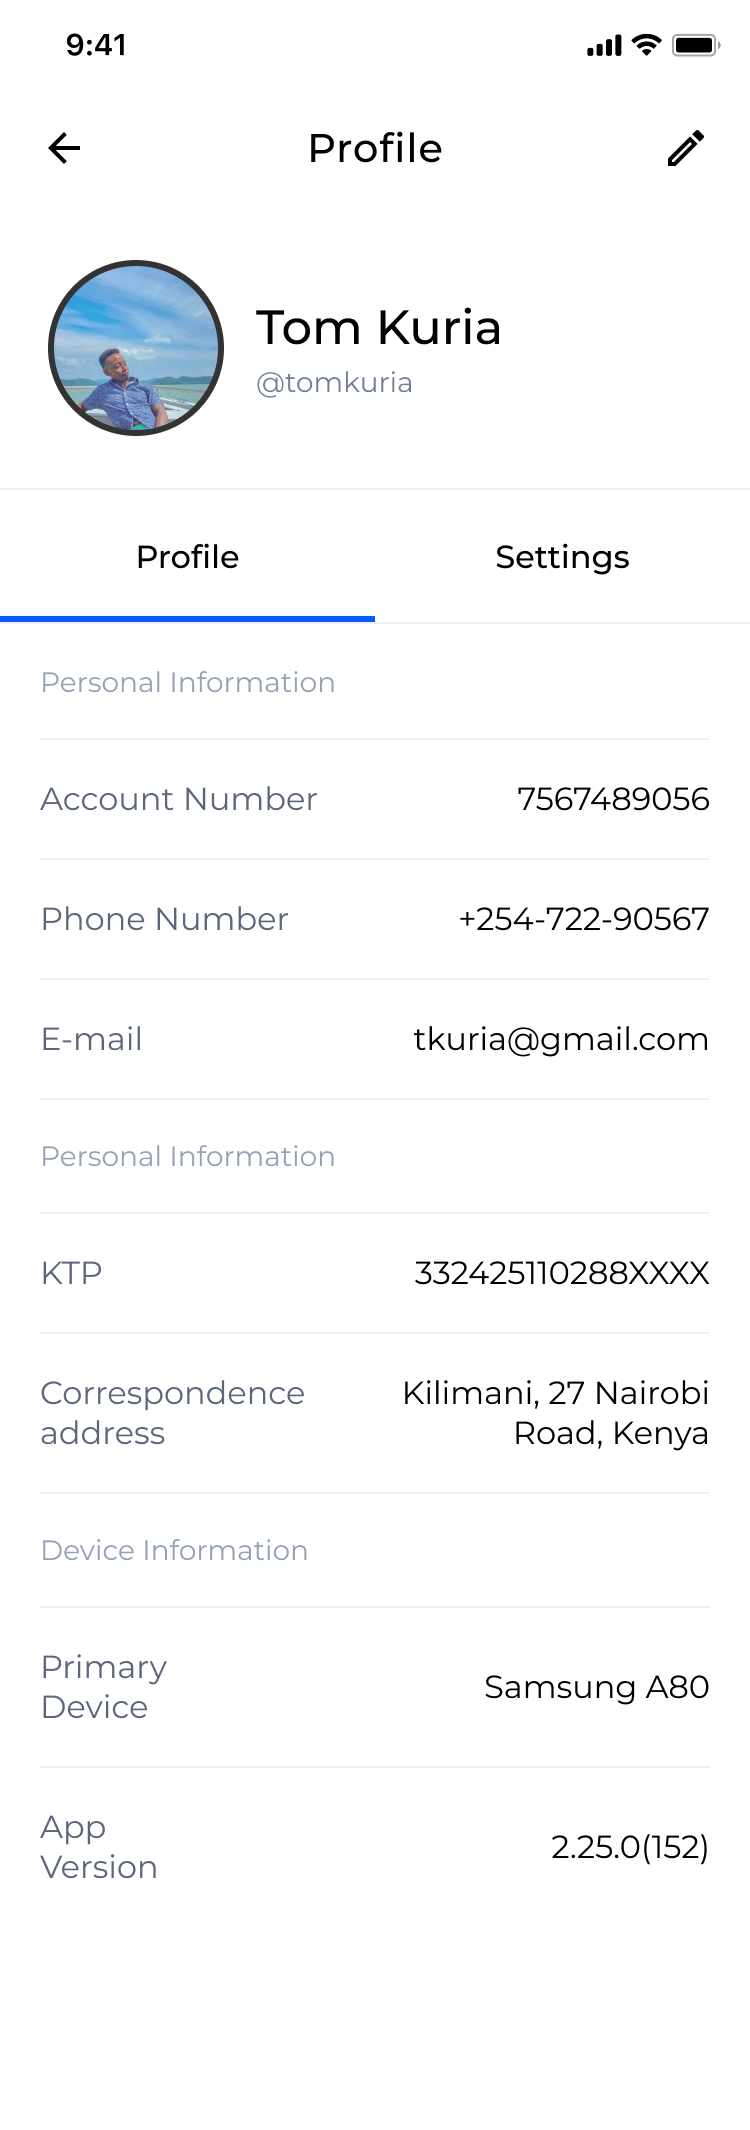 9:41
Profile
Tom Kuria
@tomkuria
Profile
Settings
Personal Information
Account Number
7567489056
Phone Number
+254-722-90567
E-mail
tkuria@gmail.com
Personal Information
KTP
332425110288XXXX
Correspondence
address
Kilimani, 27 Nairobi
Road, Kenya
Device Information
Primary
Device
Samsung A80
App
Version
2.25.0(152)